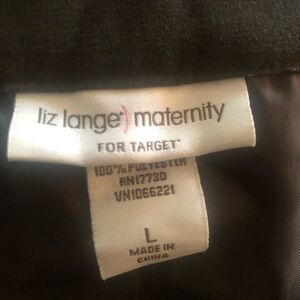 liz lange) maternity
FOR TARGET
100% POLYESTER
RN17730
VN1066221
L
MADE IN
CHINA